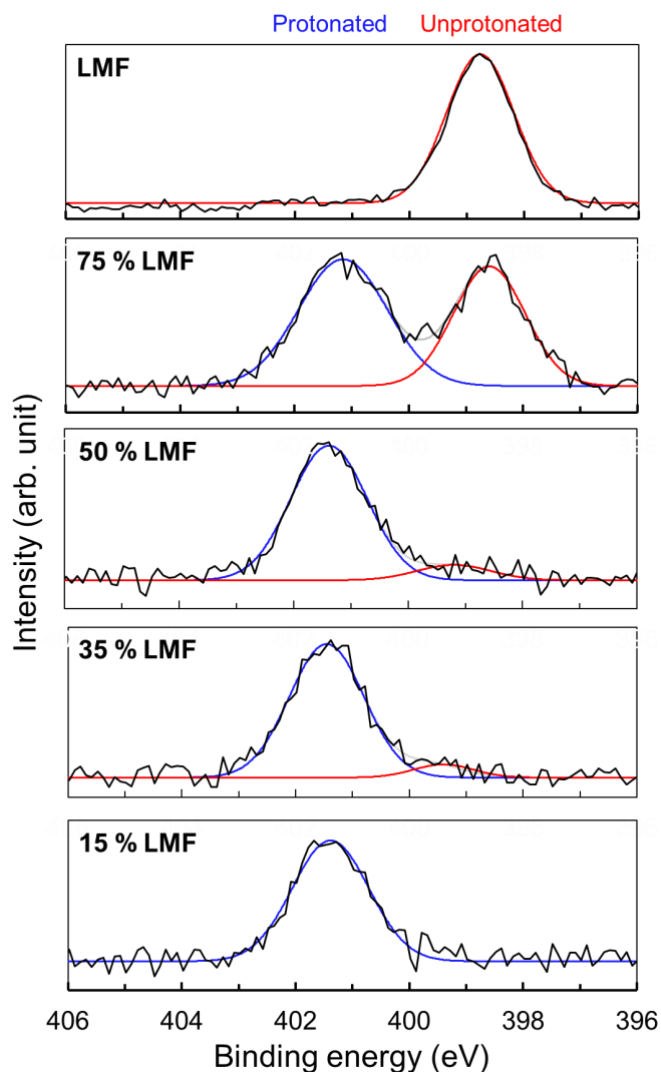 Protonated Unprotonated
LMF
75 % LMF
50 % LMF
35 % LMF
15 % LMF
Intensity (arb. unit)
406 404 402 400 398 396
Binding energy (eV)